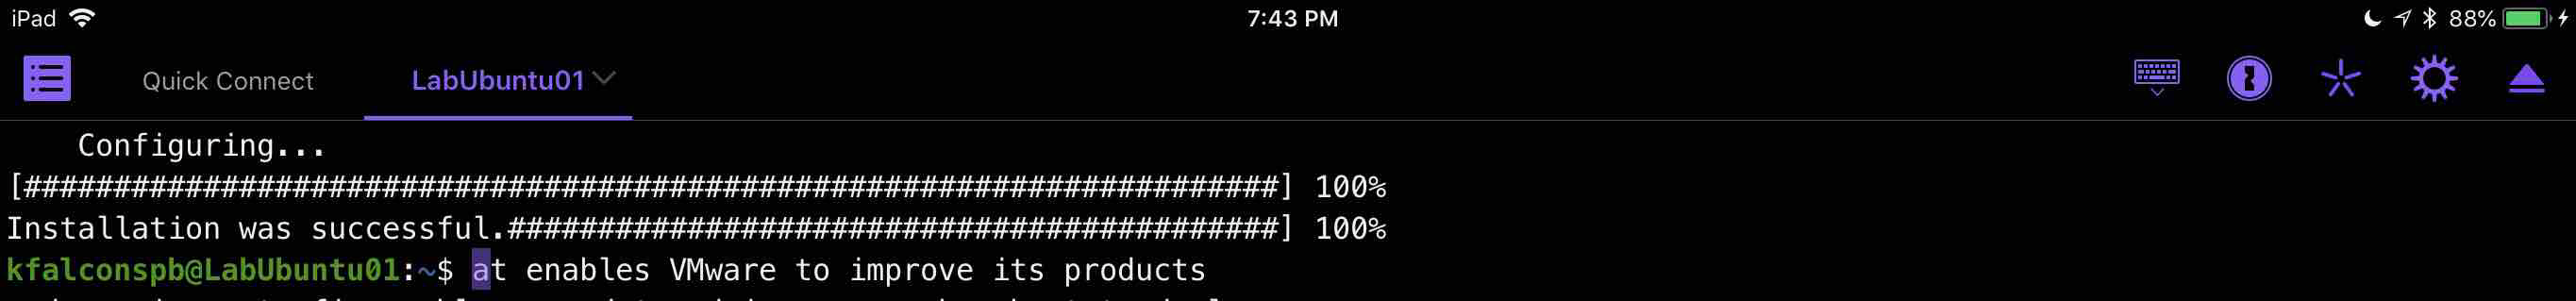 iPad 7:43 PM 88%
Quick Connect LabUbuntu01
Configuring...
[######################################################################] 100%
Installation was successful.###########################################] 100%
kfalconspb@LabUbuntu01:~$ at enables VMware to improve its products